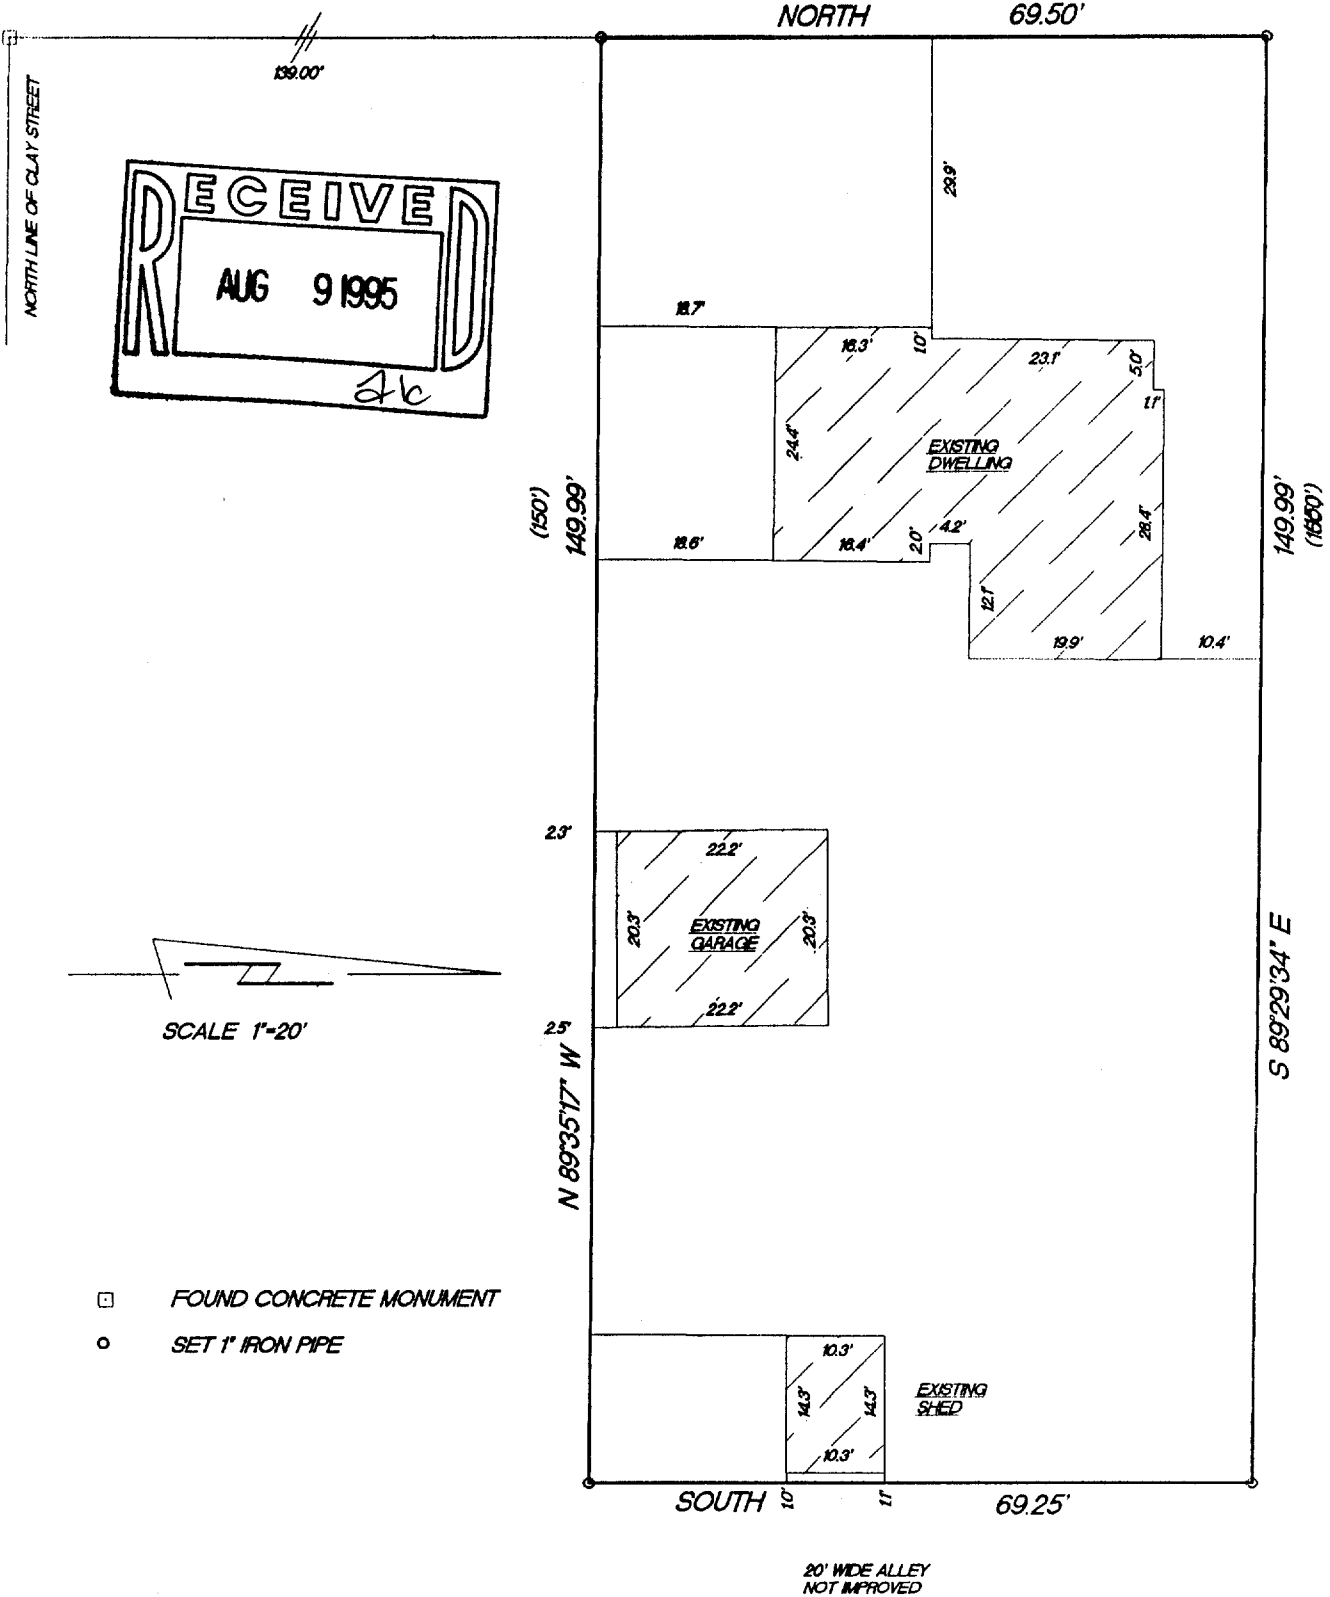 NORTH 69.50'
139.00'
NORTH LINE OF CLAY STREET
RECEIVED
AUG 9 1995
29.9'
18.7'
16.3'
1.0'
23.1'
5.0'
1.1'
24.4'
EXISTING
DWELLING
26.4'
(150')
149.99'
149.99'
18.6'
16.4'
2.0'
4.2'
12.1'
19.9'
10.4'
2.3'
22.2'
20.3'
EXISTING
GARAGE
20.3'
22.2'
2.5'
SCALE 1"=20'
N 89°35'17" W
S 89°29'34" E
FOUND CONCRETE MONUMENT
SET 1" IRON PIPE
10.3'
14.3'
14.3'
10.3'
EXISTING
SHED
SOUTH 1.0' 1.1' 69.25'
20' WIDE ALLEY
NOT IMPROVED